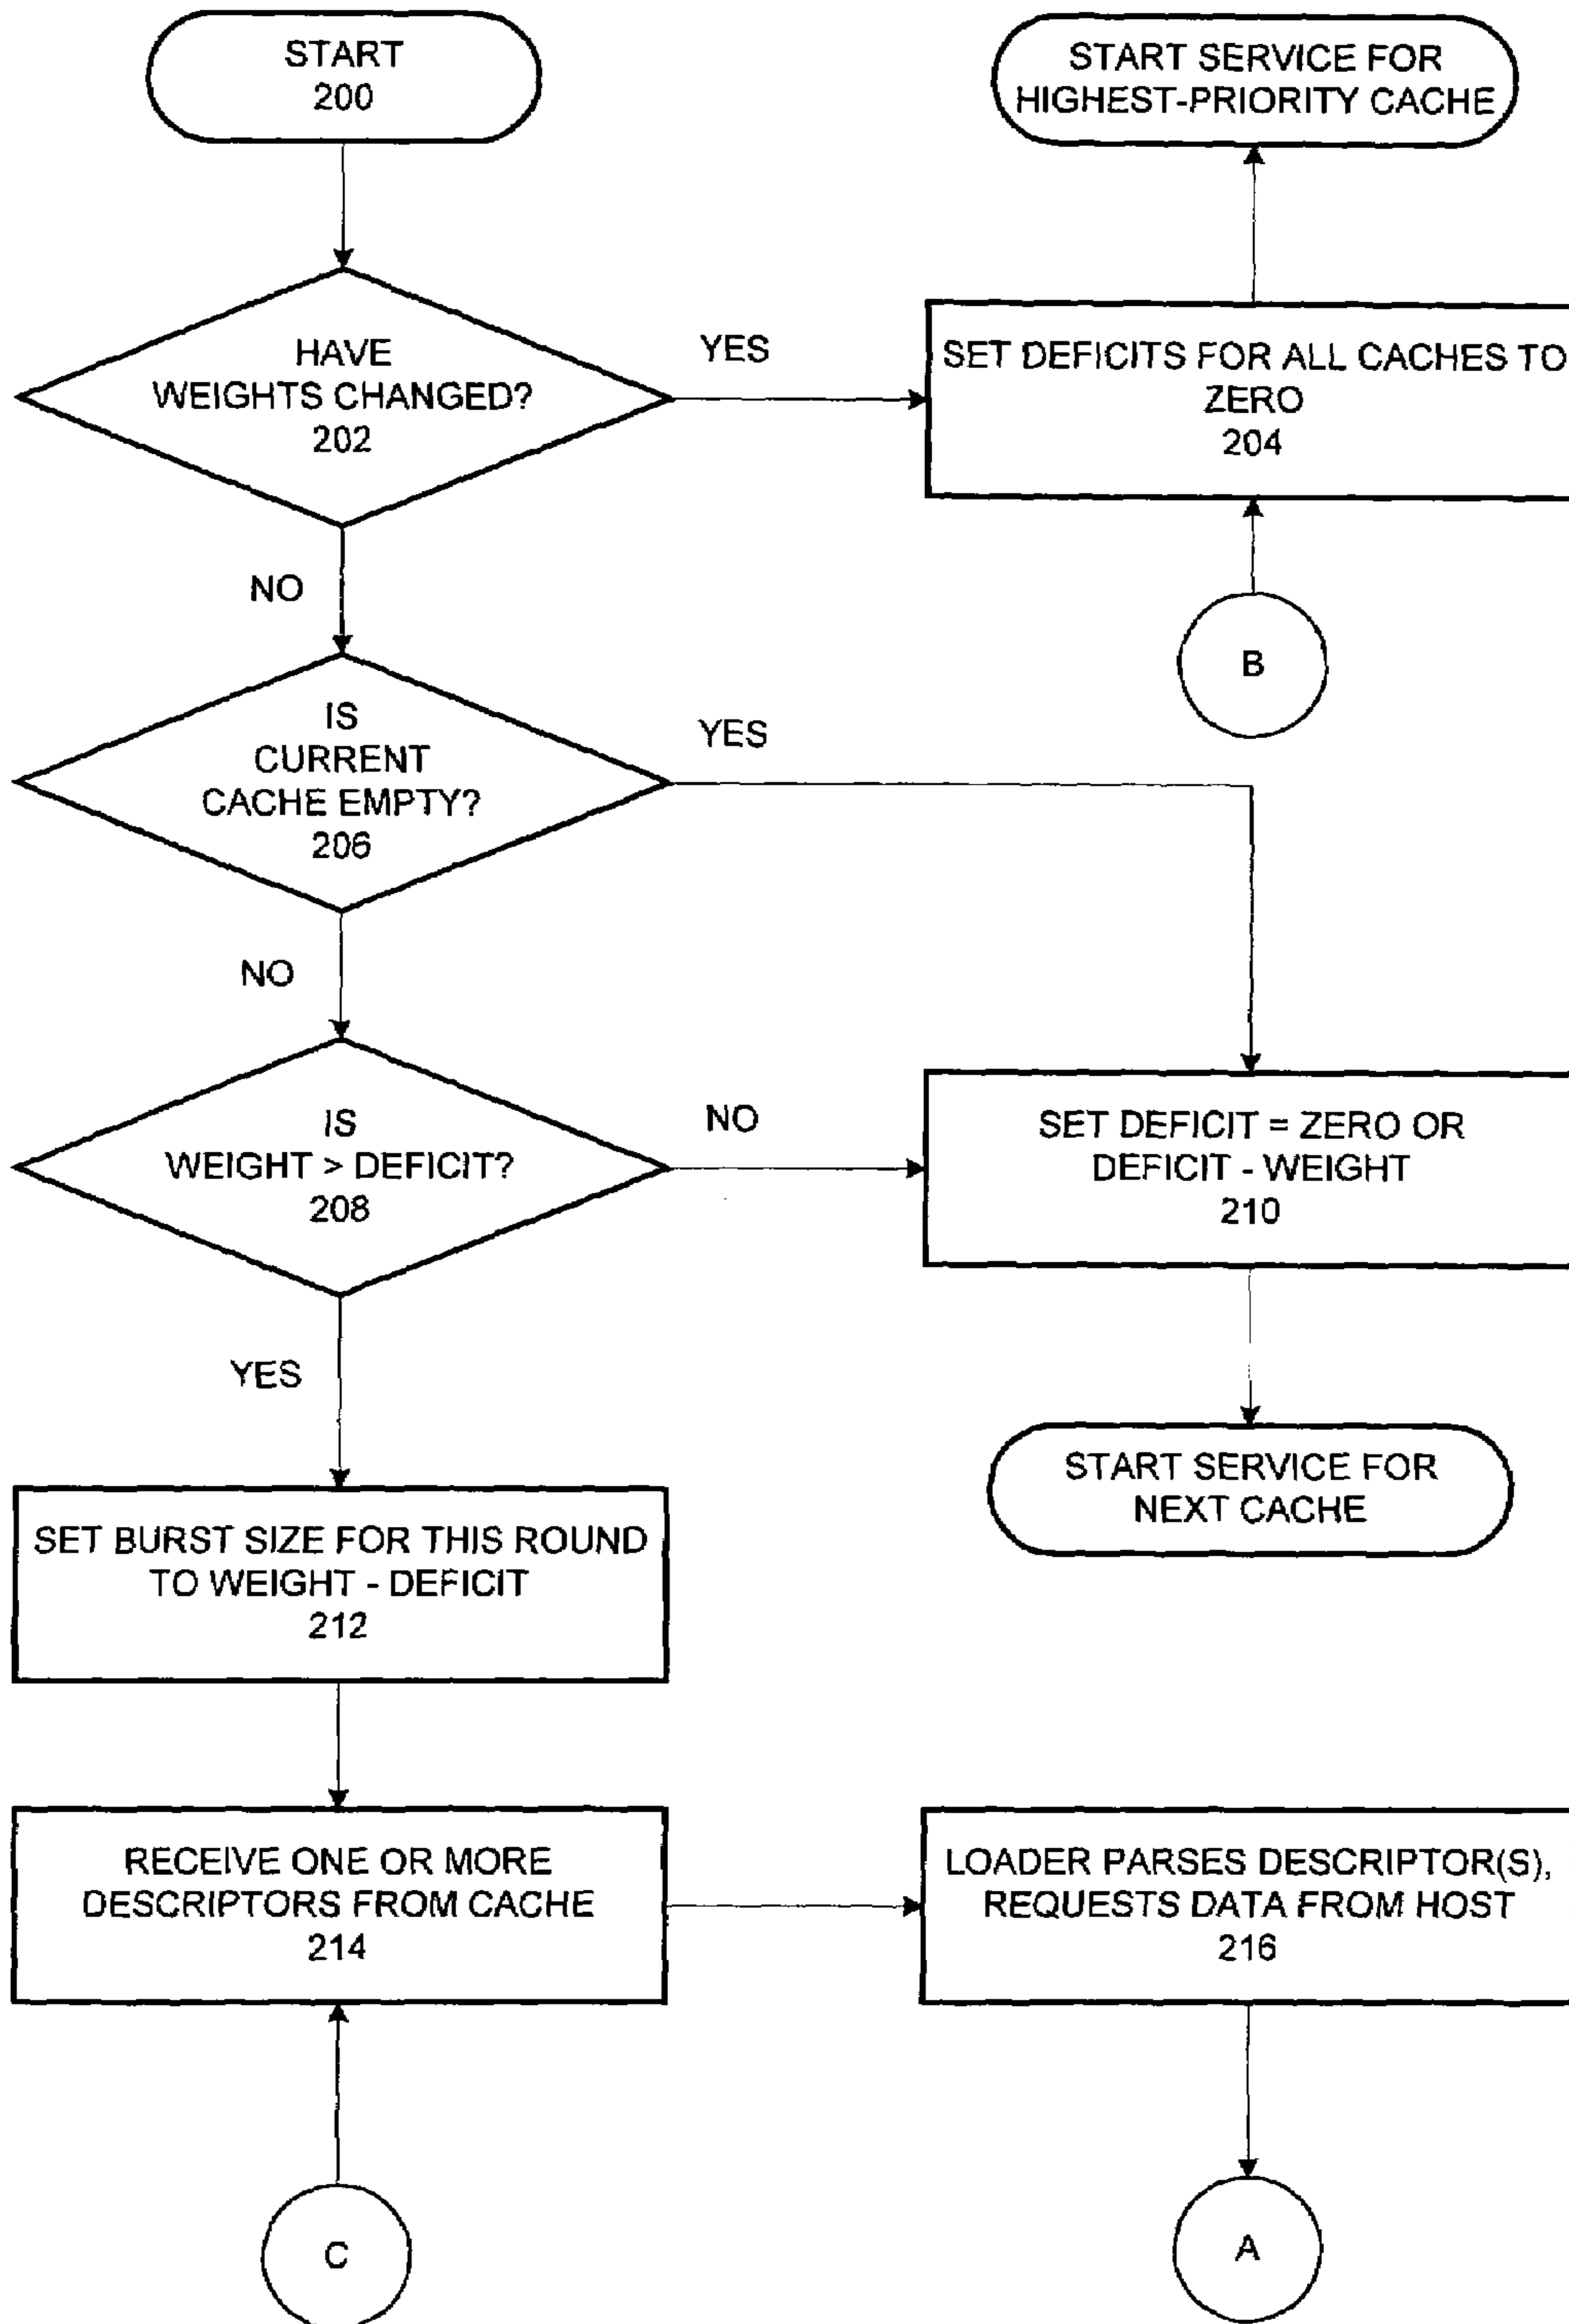 START
200
START SERVICE FOR
HIGHEST-PRIORITY CACHE
HAVE
WEIGHTS CHANGED?
202
YES
SET DEFICITS FOR ALL CACHES TO
ZERO
204
NO
B
IS
CURRENT
CACHE EMPTY?
206
YES
NO
IS
WEIGHT > DEFICIT?
208
NO
SET DEFICIT = ZERO OR
DEFICIT - WEIGHT
210
YES
START SERVICE FOR
NEXT CACHE
SET BURST SIZE FOR THIS ROUND
TO WEIGHT - DEFICIT
212
RECEIVE ONE OR MORE
DESCRIPTORS FROM CACHE
214
LOADER PARSES DESCRIPTOR(S),
REQUESTS DATA FROM HOST
216
C
A